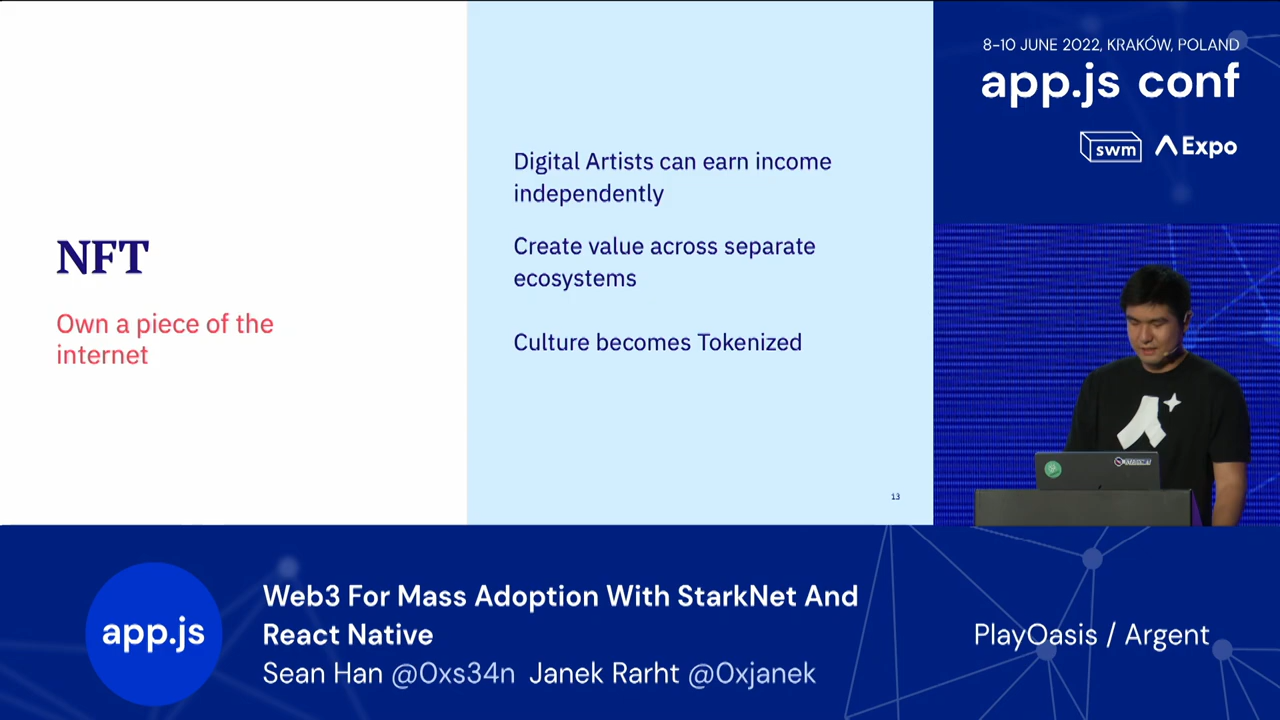 NFT
Own a piece of the
internet
Digital Artists can earn income
independently
Create value across separate
ecosystems
Culture becomes Tokenized
13
8-10 JUNE 2022, KRAKÓW, POLAND
app.js conf
swm
Expo
app.js
Web3 For Mass Adoption With StarkNet And
React Native
Sean Han @0xs34n Janek Rarht @0xjanek
PlayOasis / Argent